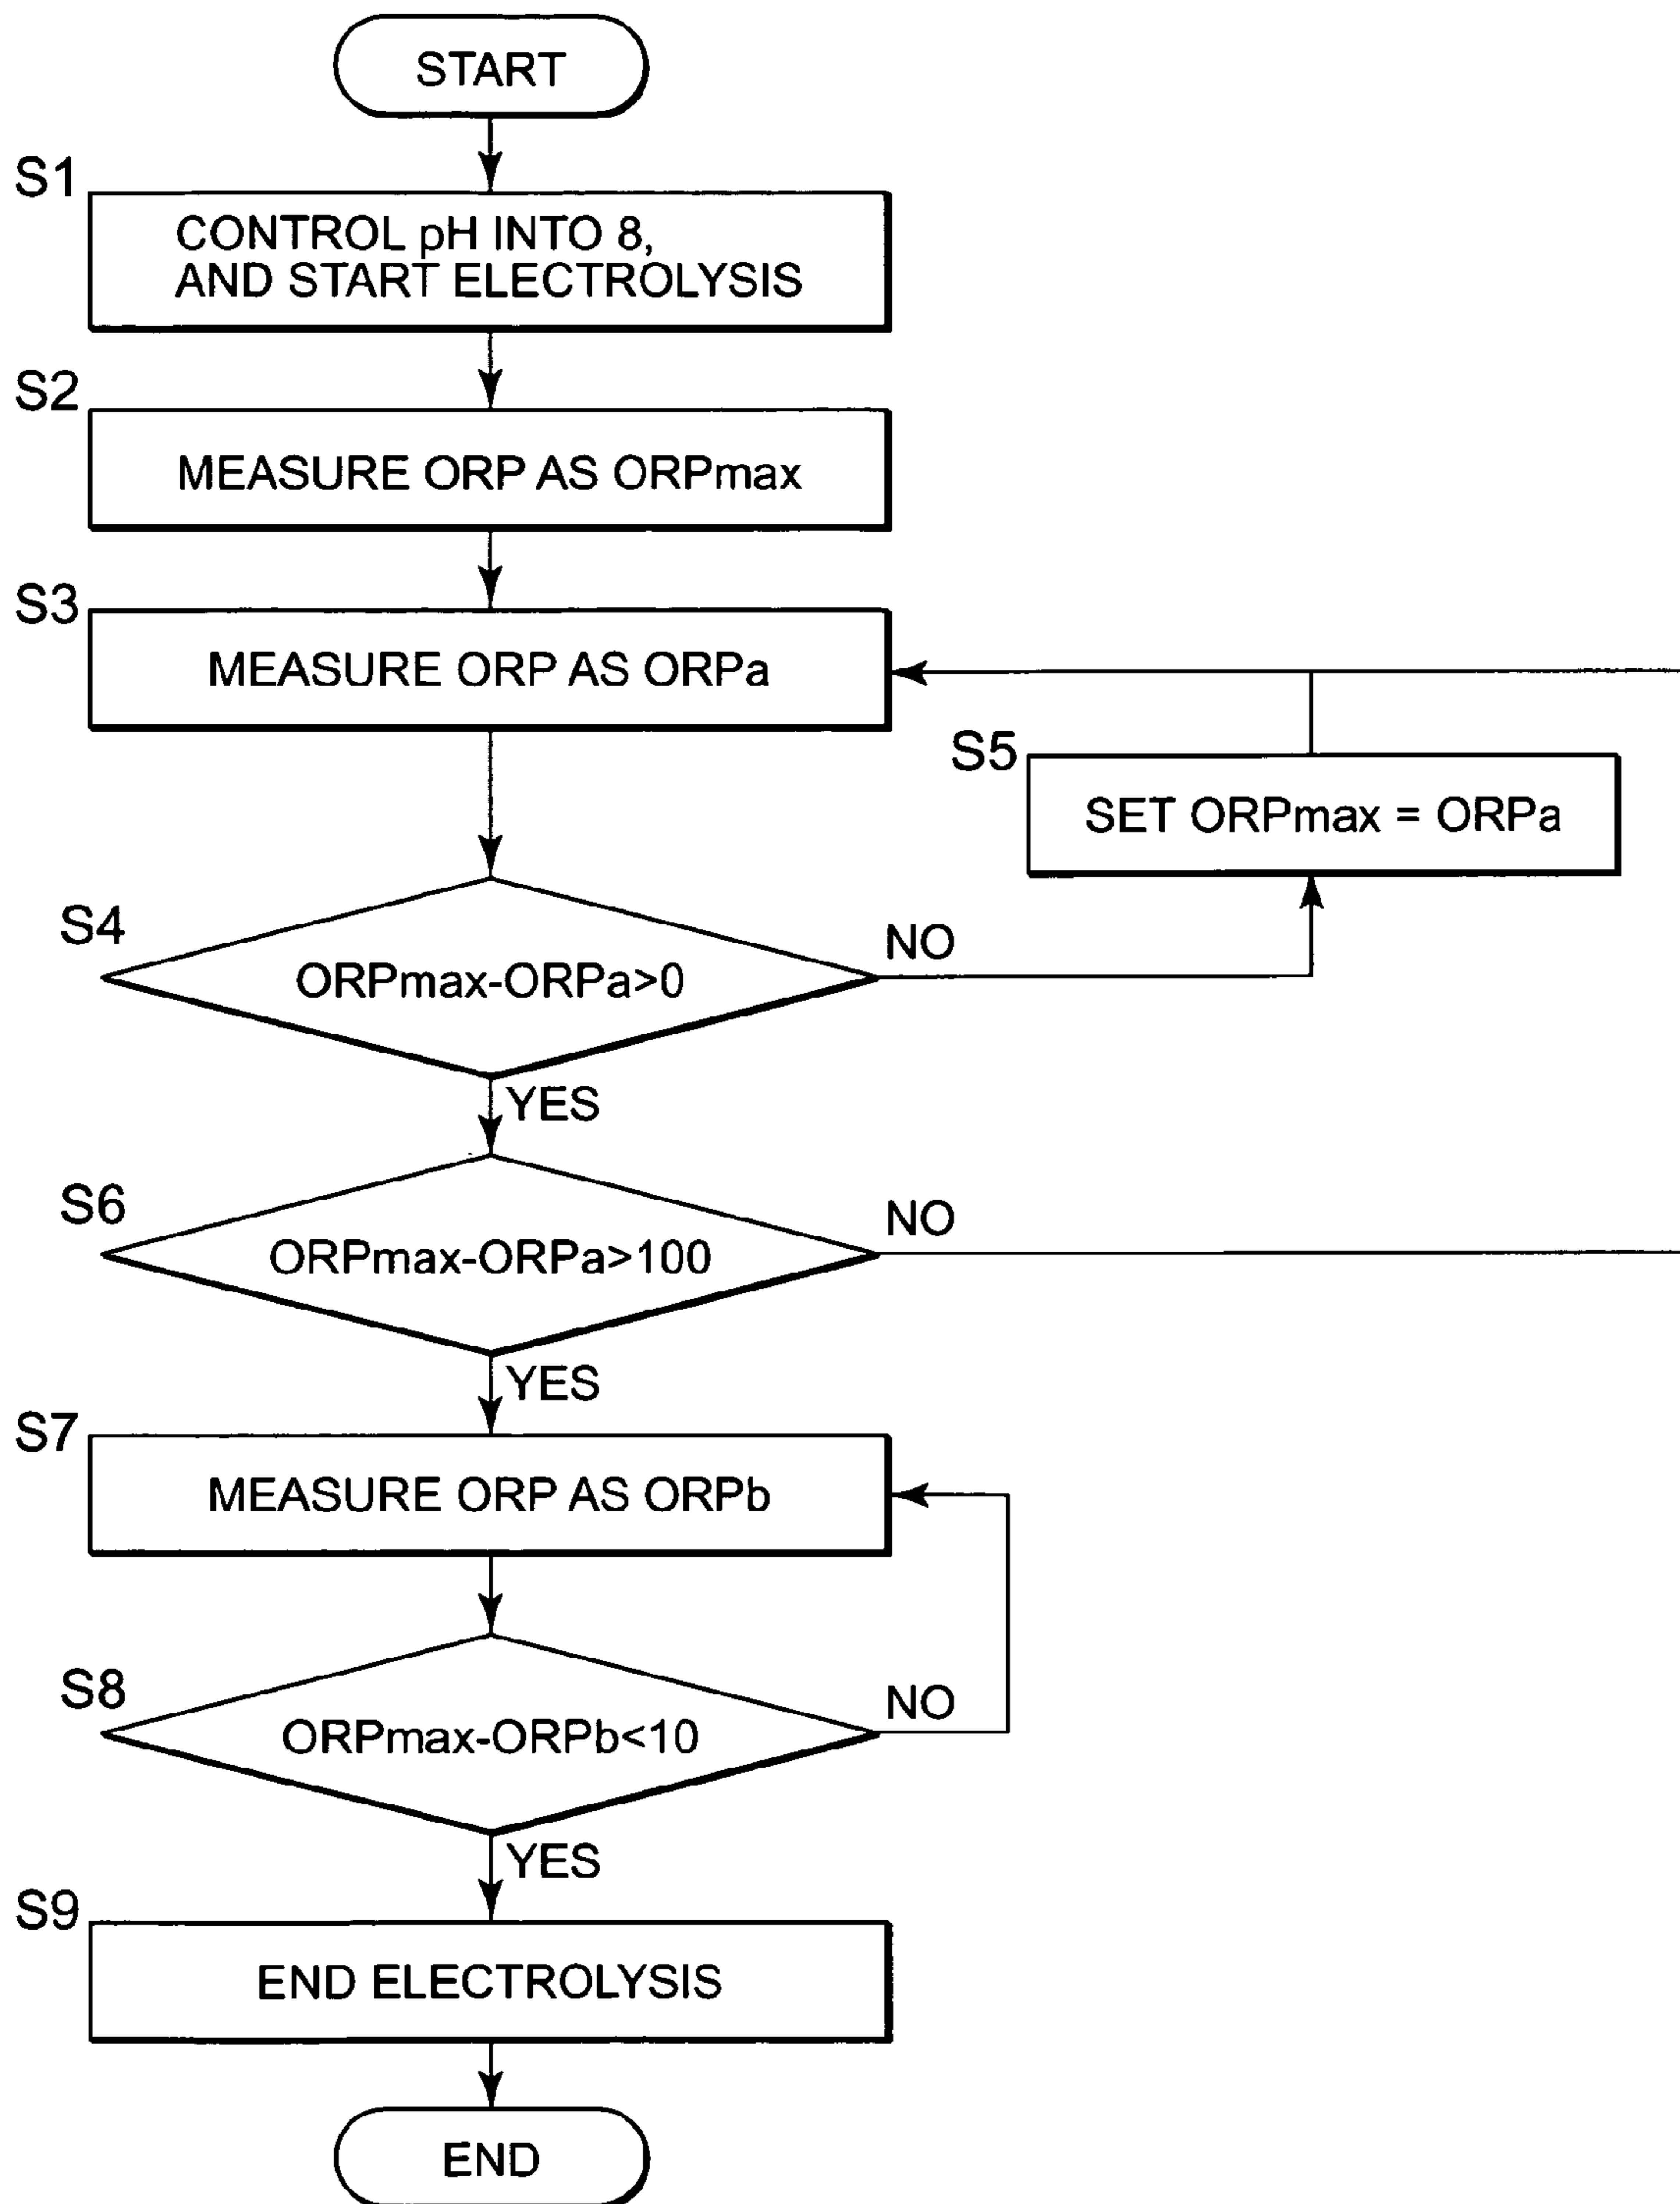 START
S1
CONTROL pH INTO 8,
AND START ELECTROLYSIS
S2
MEASURE ORP AS ORPmax
S3
MEASURE ORP AS ORPa
S5
SET ORPmax = ORPa
S4
ORPmax-ORPa>0
NO
YES
S6
ORPmax-ORPa>100
NO
YES
S7
MEASURE ORP AS ORPb
S8
ORPmax-ORPb<10
NO
YES
S9
END ELECTROLYSIS
END